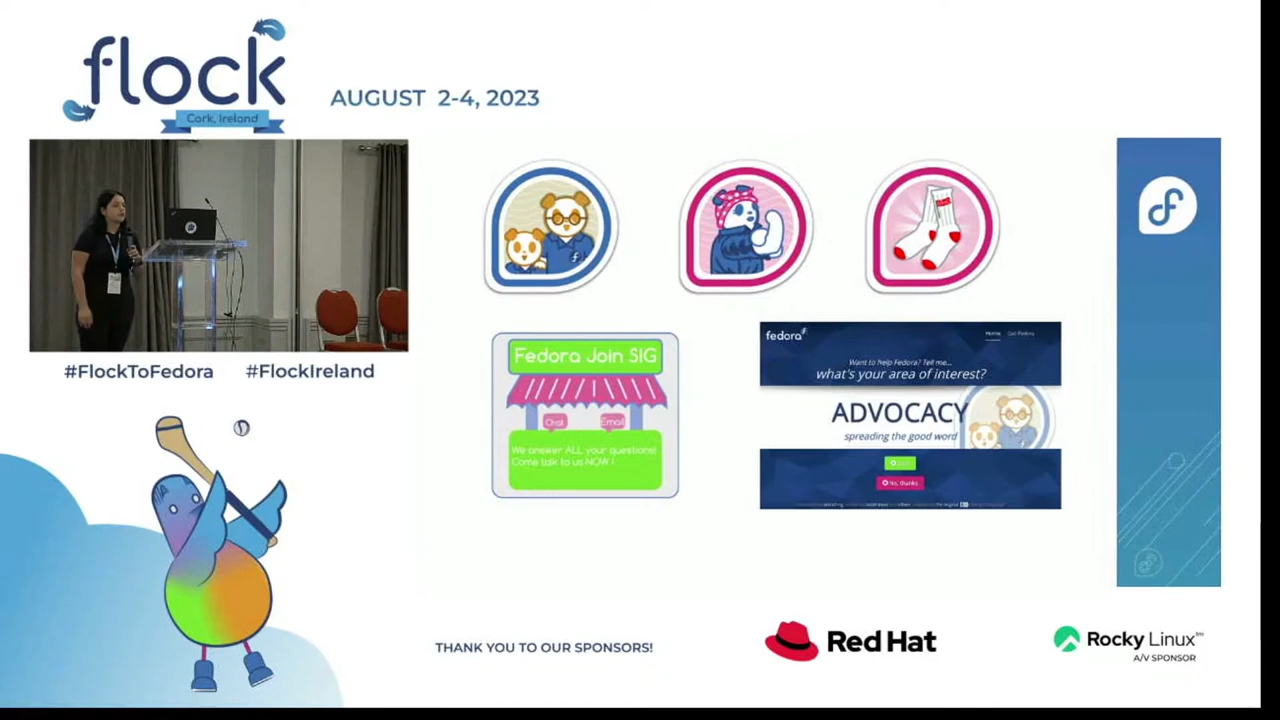 flock
Cork, Ireland
AUGUST 2-4, 2023
#FlockToFedora #FlockIreland
Fedora Join SIG
Chat Email
We answer ALL your questions!
Come talk to us NOW !
fedora
Home Get Fedora
Want to help Fedora? Tell me...
what's your area of interest?
ADVOCACY
spreading the good word
No, thanks
THANK YOU TO OUR SPONSORS!
Red Hat
Rocky Linux™
A/V SPONSOR